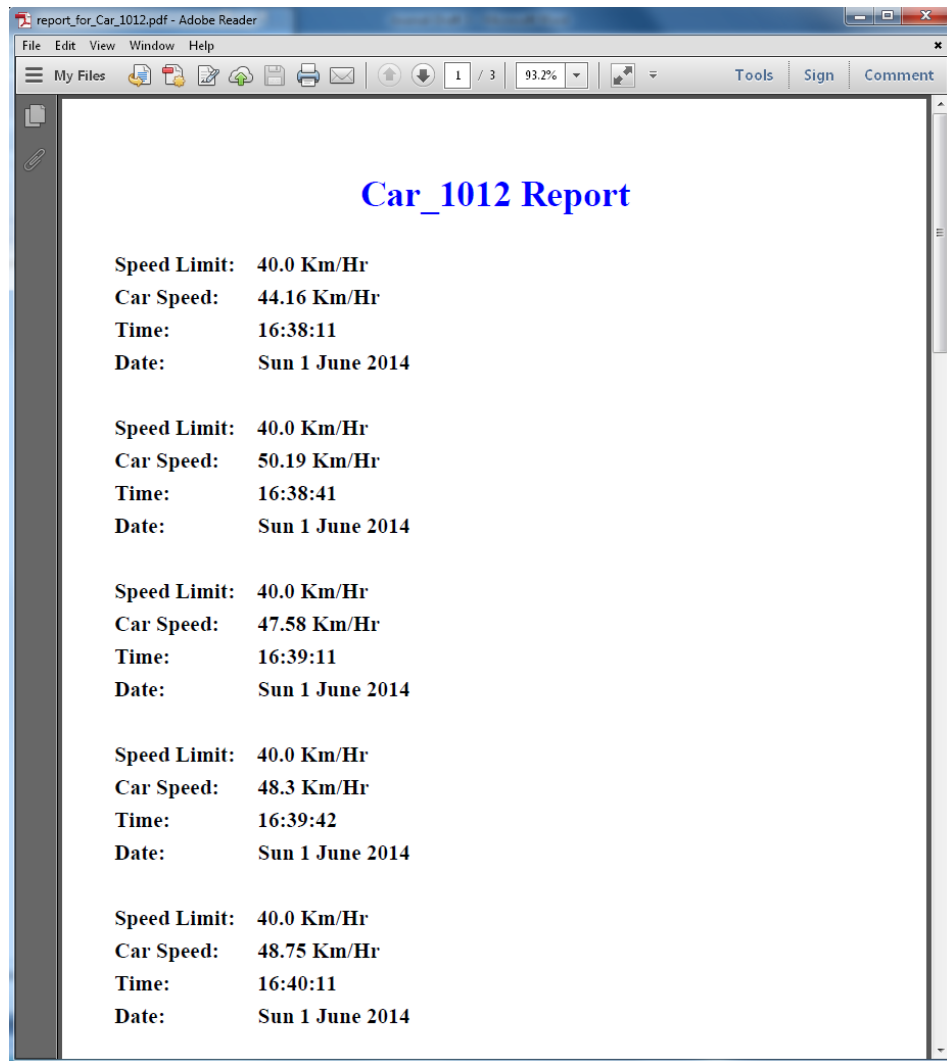 report_for_Car_1012.pdf - Adobe Reader
File Edit View Window Help
My Files 1 / 3 93.2% Tools Sign Comment
Car_1012 Report
Speed Limit: 40.0 Km/Hr
Car Speed: 44.16 Km/Hr
Time: 16:38:11
Date: Sun 1 June 2014
Speed Limit: 40.0 Km/Hr
Car Speed: 50.19 Km/Hr
Time: 16:38:41
Date: Sun 1 June 2014
Speed Limit: 40.0 Km/Hr
Car Speed: 47.58 Km/Hr
Time: 16:39:11
Date: Sun 1 June 2014
Speed Limit: 40.0 Km/Hr
Car Speed: 48.3 Km/Hr
Time: 16:39:42
Date: Sun 1 June 2014
Speed Limit: 40.0 Km/Hr
Car Speed: 48.75 Km/Hr
Time: 16:40:11
Date: Sun 1 June 2014